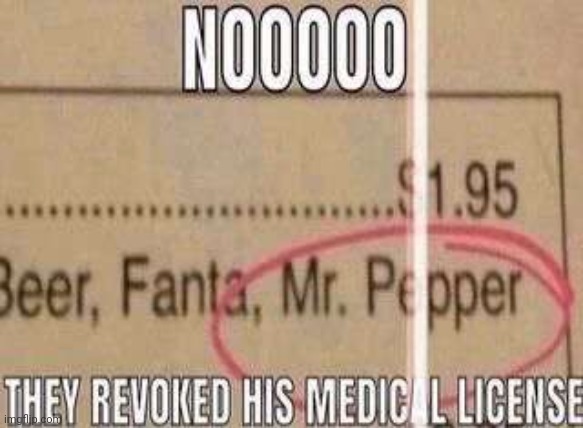 NOOOOO
$1.95
Beer, Fanta, Mr. Pepper
THEY REVOKED HIS MEDICAL LICENSE
imgflip.com